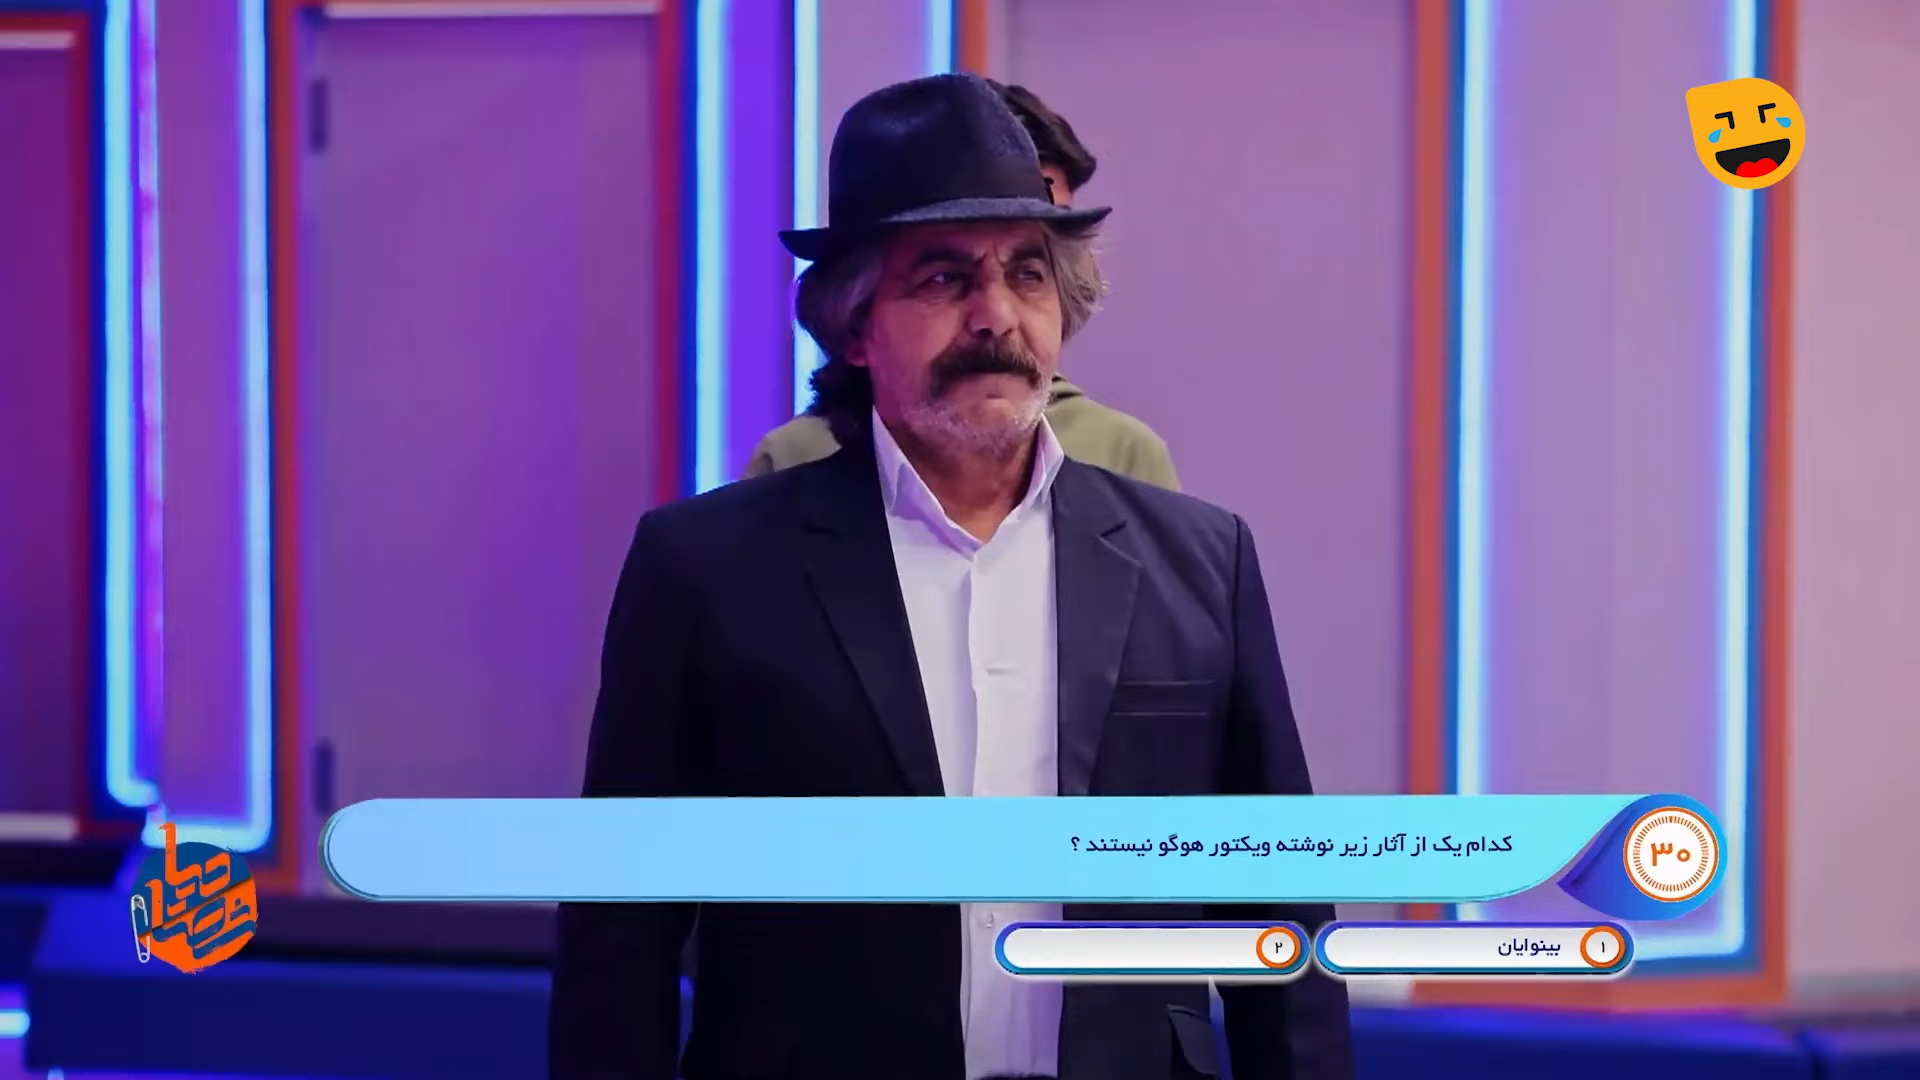 کدام یک از آثار زیر نوشته ویکتور هوگو نیستند ؟
۳۰
۱ بینوایان
۲